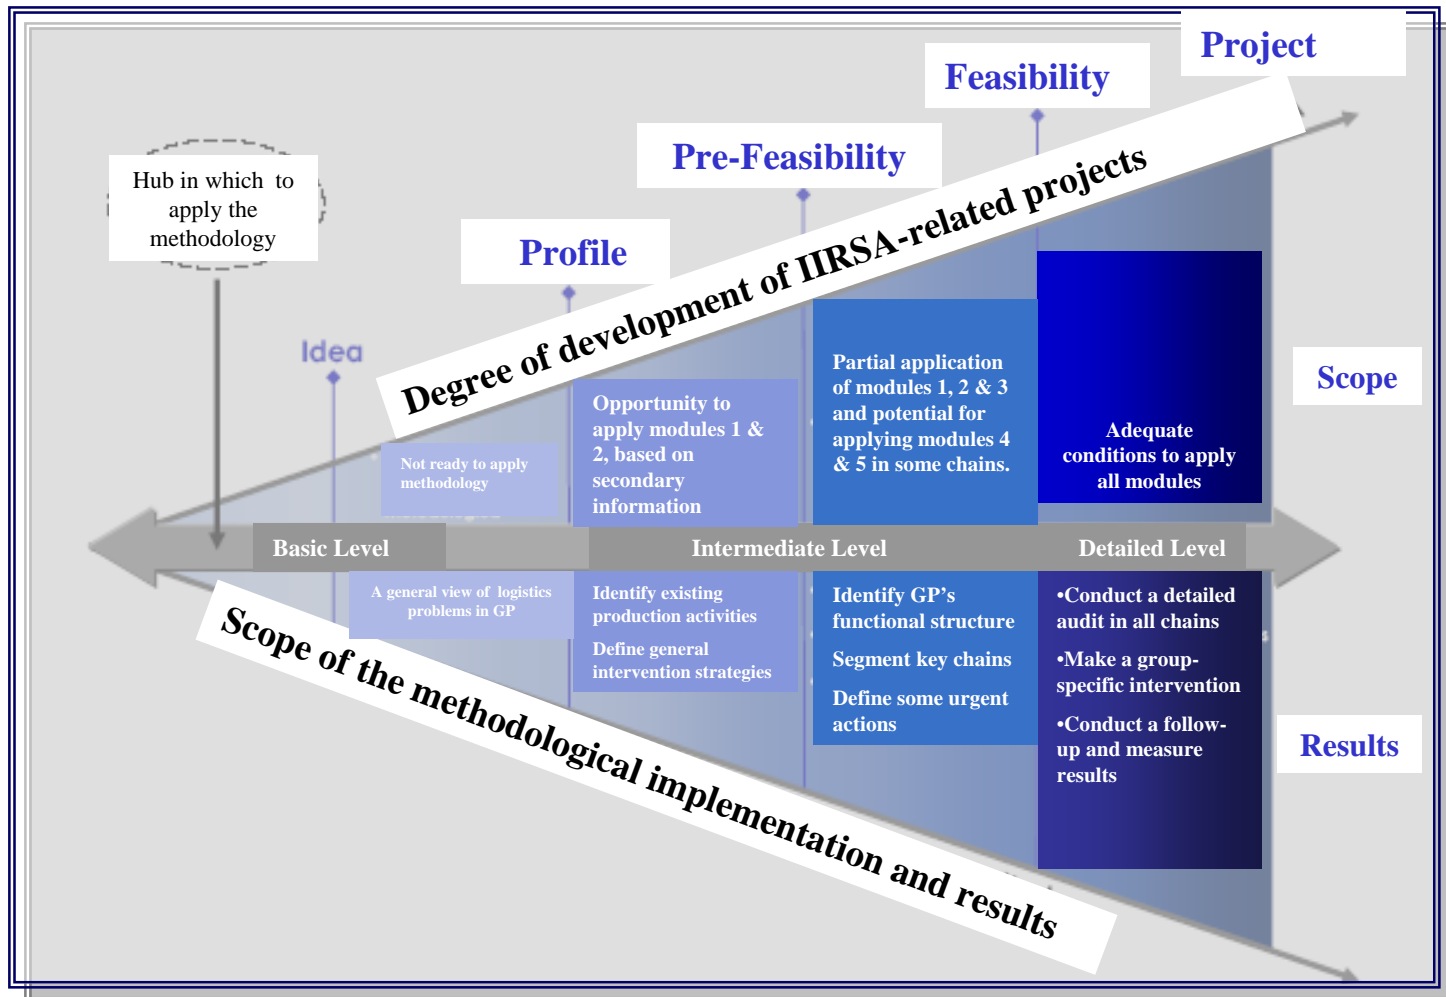 Project
Feasibility
Pre-Feasibility
Hub in which to
apply the
methodology
Profile
Idea
Degree of development of IIRSA-related projects
Scope
Not ready to apply
methodology
Opportunity to
apply modules 1 &
2, based on
secondary
information
Partial application
of modules 1, 2 & 3
and potential for
applying modules 4
& 5 in some chains.
Adequate
conditions to apply
all modules
Basic Level
Intermediate Level
Detailed Level
A general view of logistics
problems in GP
Identify existing
production activities
Define general
intervention strategies
Identify GP's
functional structure
Segment key chains
Define some urgent
actions
•Conduct a detailed
audit in all chains
•Make a group-
specific intervention
•Conduct a follow-
up and measure
results
Results
Scope of the methodological implementation and results